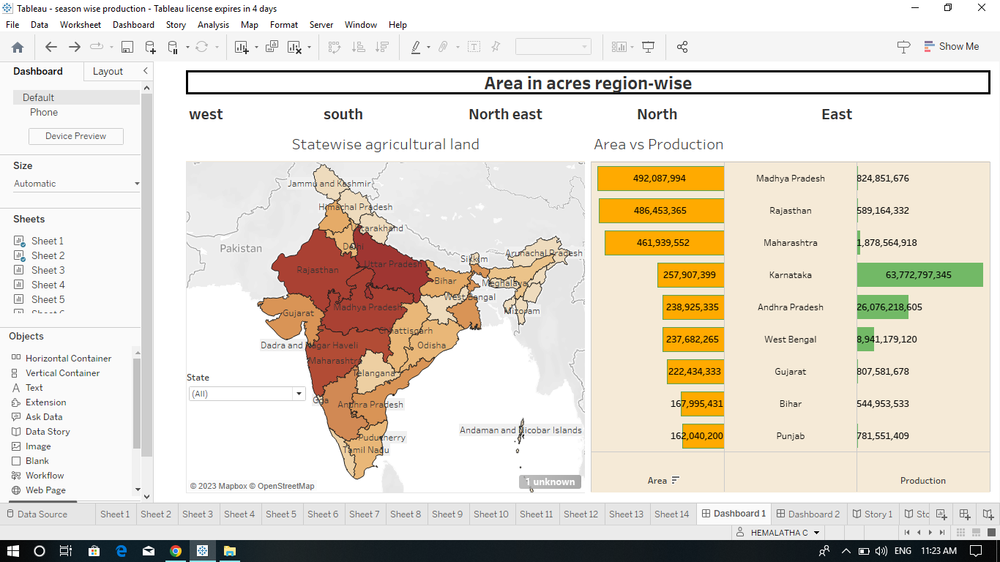 Tableau - season wise production - Tableau license expires in 4 days
File Data Worksheet Dashboard Story Analysis Map Format Server Window Help
Show Me
Dashboard Layout
Default
Phone
Device Preview
Size
Automatic
Sheets
Sheet 1
Sheet 2
Sheet 3
Sheet 4
Sheet 5
Objects
Horizontal Container
Vertical Container
Text
Extension
Ask Data
Data Story
Image
Blank
Workflow
Web Page
Area in acres region-wise
west south North east North East
Statewise agricultural land
Jammu and Kashmir
Himachal Pradesh
Uttarakhand
Pakistan
Delhi
Arunachal Pradesh
Sikkim
Uttar Pradesh
Rajasthan
Bihar
Meghalaya
West Bengal
Madhya Pradesh
Mizoram
Gujarat
Chhattisgarh
Dadra and Nagar Haveli
Odisha
Maharashtra
Telangana
State
(All)
Goa
Andhra Pradesh
Andaman and Nicobar Islands
Puducherry
Tamil Nadu
© 2023 Mapbox © OpenStreetMap
1 unknown
Area vs Production
492,087,994 Madhya Pradesh 824,851,676
486,453,365 Rajasthan 589,164,332
461,939,552 Maharashtra 1,878,564,918
257,907,399 Karnataka 63,772,797,345
238,925,335 Andhra Pradesh 26,076,218,605
237,682,265 West Bengal 8,941,179,120
222,434,333 Gujarat 807,581,678
167,995,431 Bihar 544,953,533
162,040,200 Punjab 781,551,409
Area Production
Data Source Sheet 1 Sheet 2 Sheet 3 Sheet 4 Sheet 5 Sheet 6 Sheet 7 Sheet 8 Sheet 9 Sheet 10 Sheet 11 Sheet 12 Sheet 13 Sheet 14 Dashboard 1 Dashboard 2 Story 1 Sto
HEMALATHA C
ENG 11:23 AM